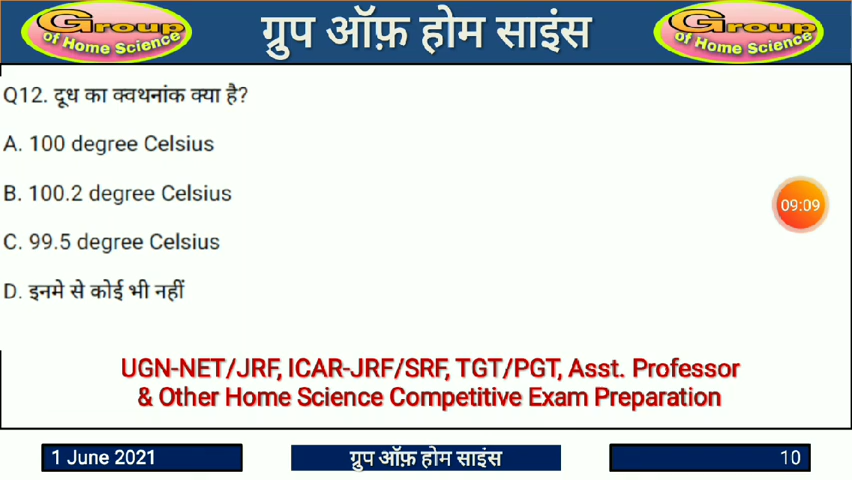 Group
of Home Science
ग्रुप ऑफ़ होम साइंस
Group
of Home Science
Q12. दूध का क्वथनांक क्या है?
A. 100 degree Celsius
B. 100.2 degree Celsius
09:09
C. 99.5 degree Celsius
D. इनमे से कोई भी नहीं
UGN-NET/JRF, ICAR-JRF/SRF, TGT/PGT, Asst. Professor
& Other Home Science Competitive Exam Preparation
1 June 2021
ग्रुप ऑफ़ होम साइंस
10